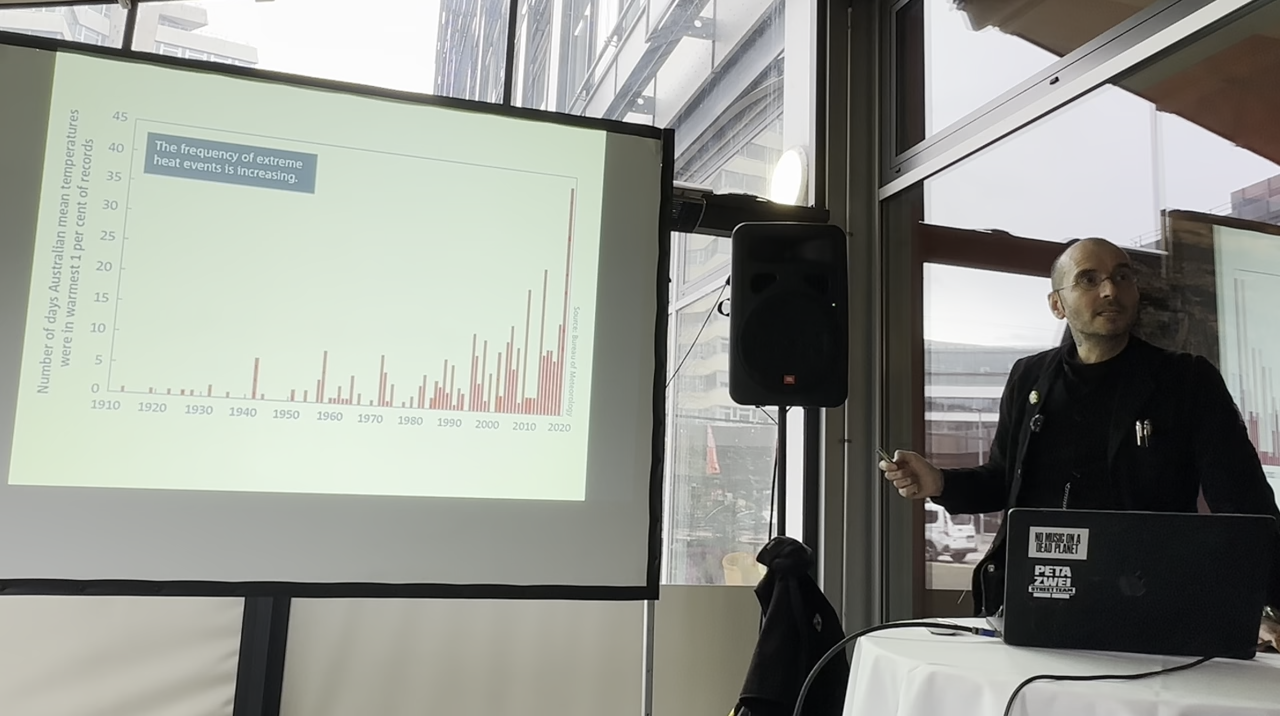 Number of days Australian mean temperatures
were in warmest 1 per cent of records
The frequency of extreme
heat events is increasing.
45
40
35
30
25
20
15
10
5
0
1910 1920 1930 1940 1950 1960 1970 1980 1990 2000 2010 2020
Source: Bureau of Meteorology
JBL
NO MUSIC ON A
DEAD PLANET
PETA
ZWEI
STREET TEAM